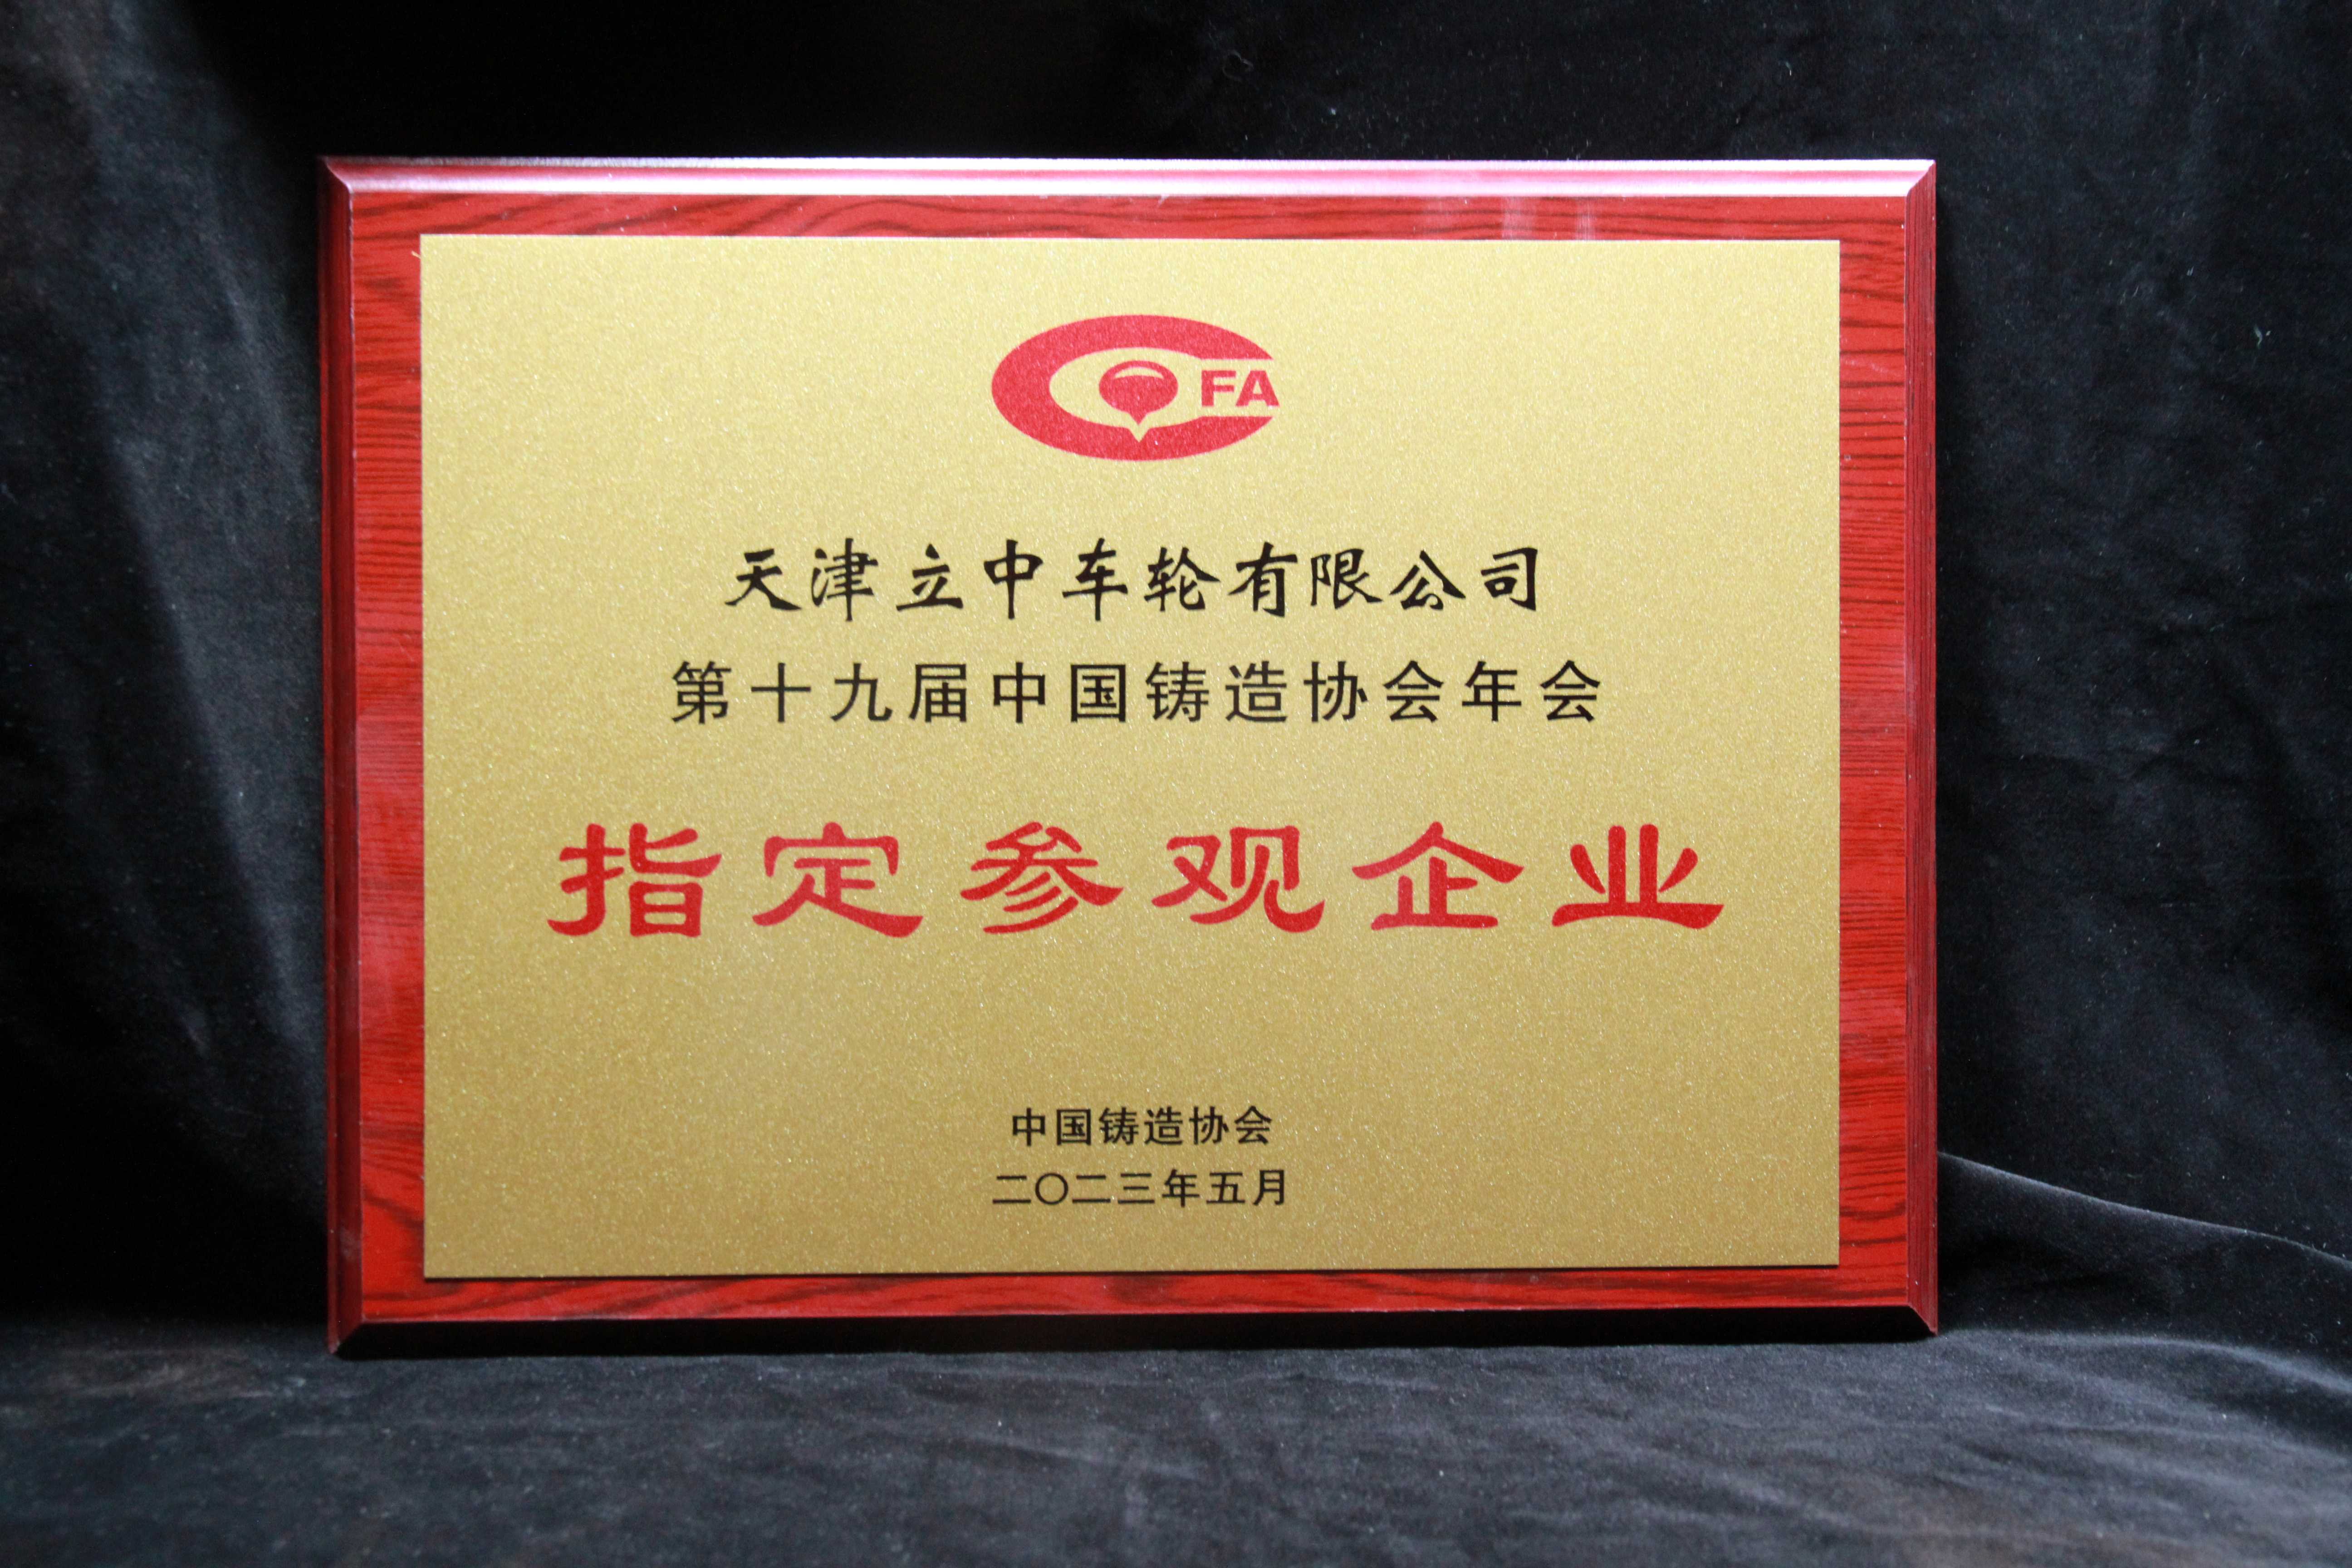 CFA
天津立中车轮有限公司
第十九届中国铸造协会年会
指定参观企业
中国铸造协会
二〇二三年五月